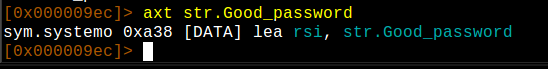 [0x000009ec]> axt str.Good_password
sym.systemo 0xa38 [DATA] lea rsi, str.Good_password
[0x000009ec]>